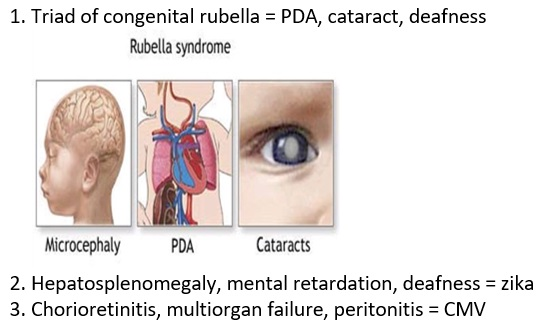 1. Triad of congenital rubella = PDA, cataract, deafness
Rubella syndrome
Microcephaly PDA Cataracts
2. Hepatosplenomegaly, mental retardation, deafness = zika
3. Chorioretinitis, multiorgan failure, peritonitis = CMV